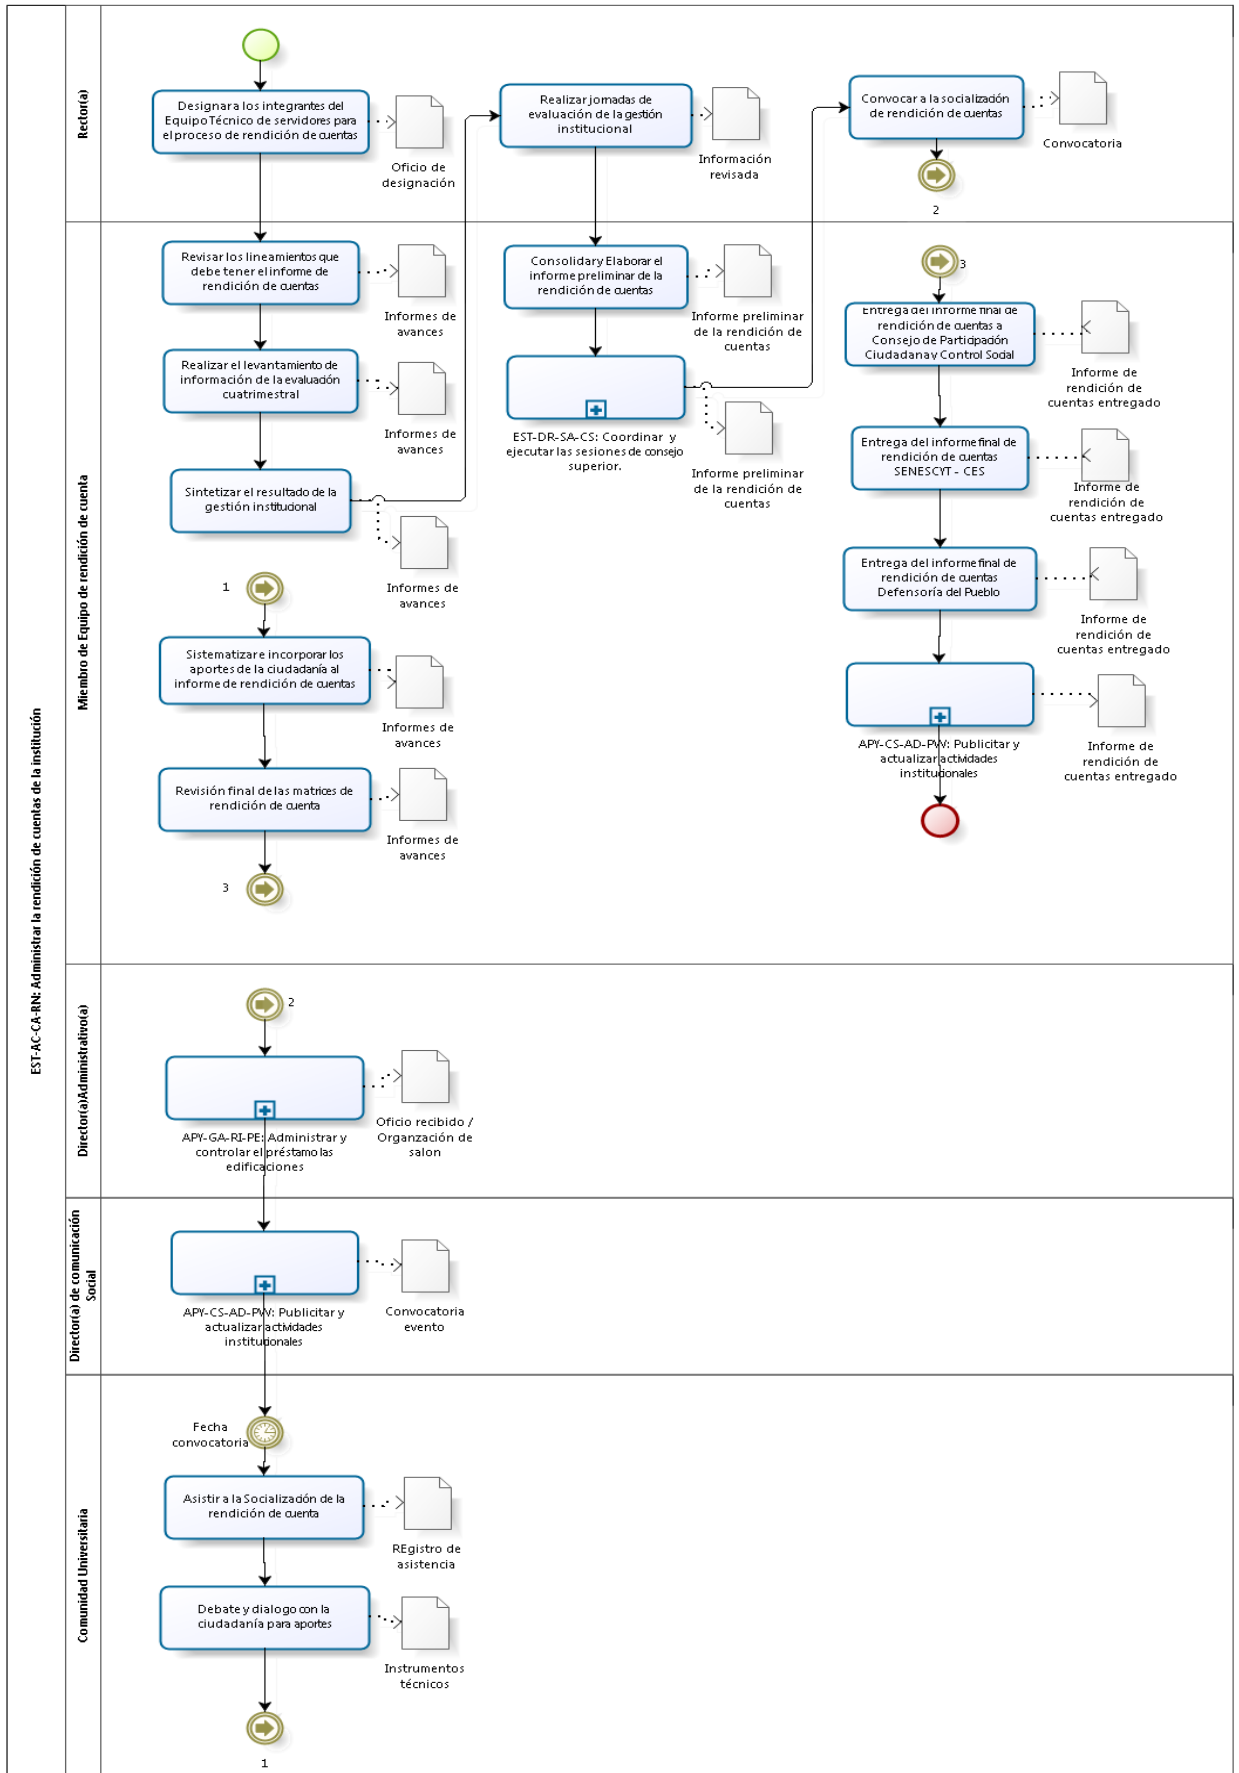 EST-AC-CA-RN: Administrar la rendición de cuentas de la institución
Rector(a)
Designar a los integrantes del
Equipo Técnico de servidores para
el proceso de rendición de cuentas
Oficio de
designación
Realizar jornadas de
evaluación de la gestión
institucional
Información
revisada
Convocar a la socialización
de rendición de cuentas
Convocatoria
2
Miembro de Equipo de rendición de cuenta
Revisar los lineamientos que
debe tener el informe de
rendición de cuentas
Informes de
avances
Realizar el levantamiento de
información de la evaluación
cuatrimestral
Informes de
avances
Sintetizar el resultado de la
gestión institucional
Informes de
avances
1
Sistematizar e incorporar los
aportes de la ciudadanía al
informe de rendición de cuentas
Informes de
avances
Revisión final de las matrices de
rendición de cuenta
Informes de
avances
3
Consolidar y Elaborar el
informe preliminar de la
rendición de cuentas
Informe preliminar
de la rendición de
cuentas
EST-DR-SA-CS: Coordinar y
ejecutar las sesiones de consejo
superior.
Informe preliminar
de la rendición de
cuentas
3
Entrega del informe final de
rendición de cuentas a
Consejo de Participación
Ciudadana y Control Social
Informe de
rendición de
cuentas entregado
Entrega del informe final de
rendición de cuentas
SENESCYT - CES
Informe de
rendición de
cuentas entregado
Entrega del informe final de
rendición de cuentas
Defensoría del Pueblo
Informe de
rendición de
cuentas entregado
APY-CS-AD-PW: Publicitar y
actualizar actividades
institucionales
Informe de
rendición de
cuentas entregado
Director(a)Administrativo(a)
2
APY-GA-RI-PE: Administrar y
controlar el préstamo las
edificaciones
Oficio recibido /
Organzación de
salon
Director(a) de comunicación
Social
APY-CS-AD-PW: Publicitar y
actualizar actividades
institucionales
Convocatoria
evento
Comunidad Universitaria
Fecha
convocatoria
Asistir a la Socialización de la
rendición de cuenta
REgistro de
asistencia
Debate y dialogo con la
ciudadanía para aportes
Instrumentos
técnicos
1